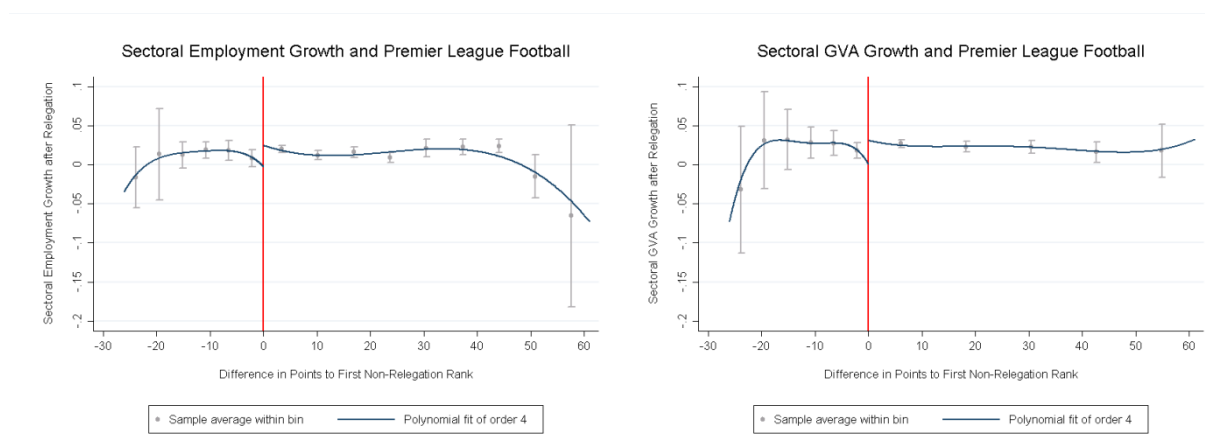 Sectoral Employment Growth and Premier League Football
Sectoral Employment Growth after Relegation
.1
.05
0
-.05
-.1
-.15
-.2
-30 -20 -10 0 10 20 30 40 50 60
Difference in Points to First Non-Relegation Rank
Sample average within bin Polynomial fit of order 4
Sectoral GVA Growth and Premier League Football
Sectoral GVA Growth after Relegation
.1
.05
0
-.05
-.1
-.15
-.2
-30 -20 -10 0 10 20 30 40 50 60
Difference in Points to First Non-Relegation Rank
Sample average within bin Polynomial fit of order 4